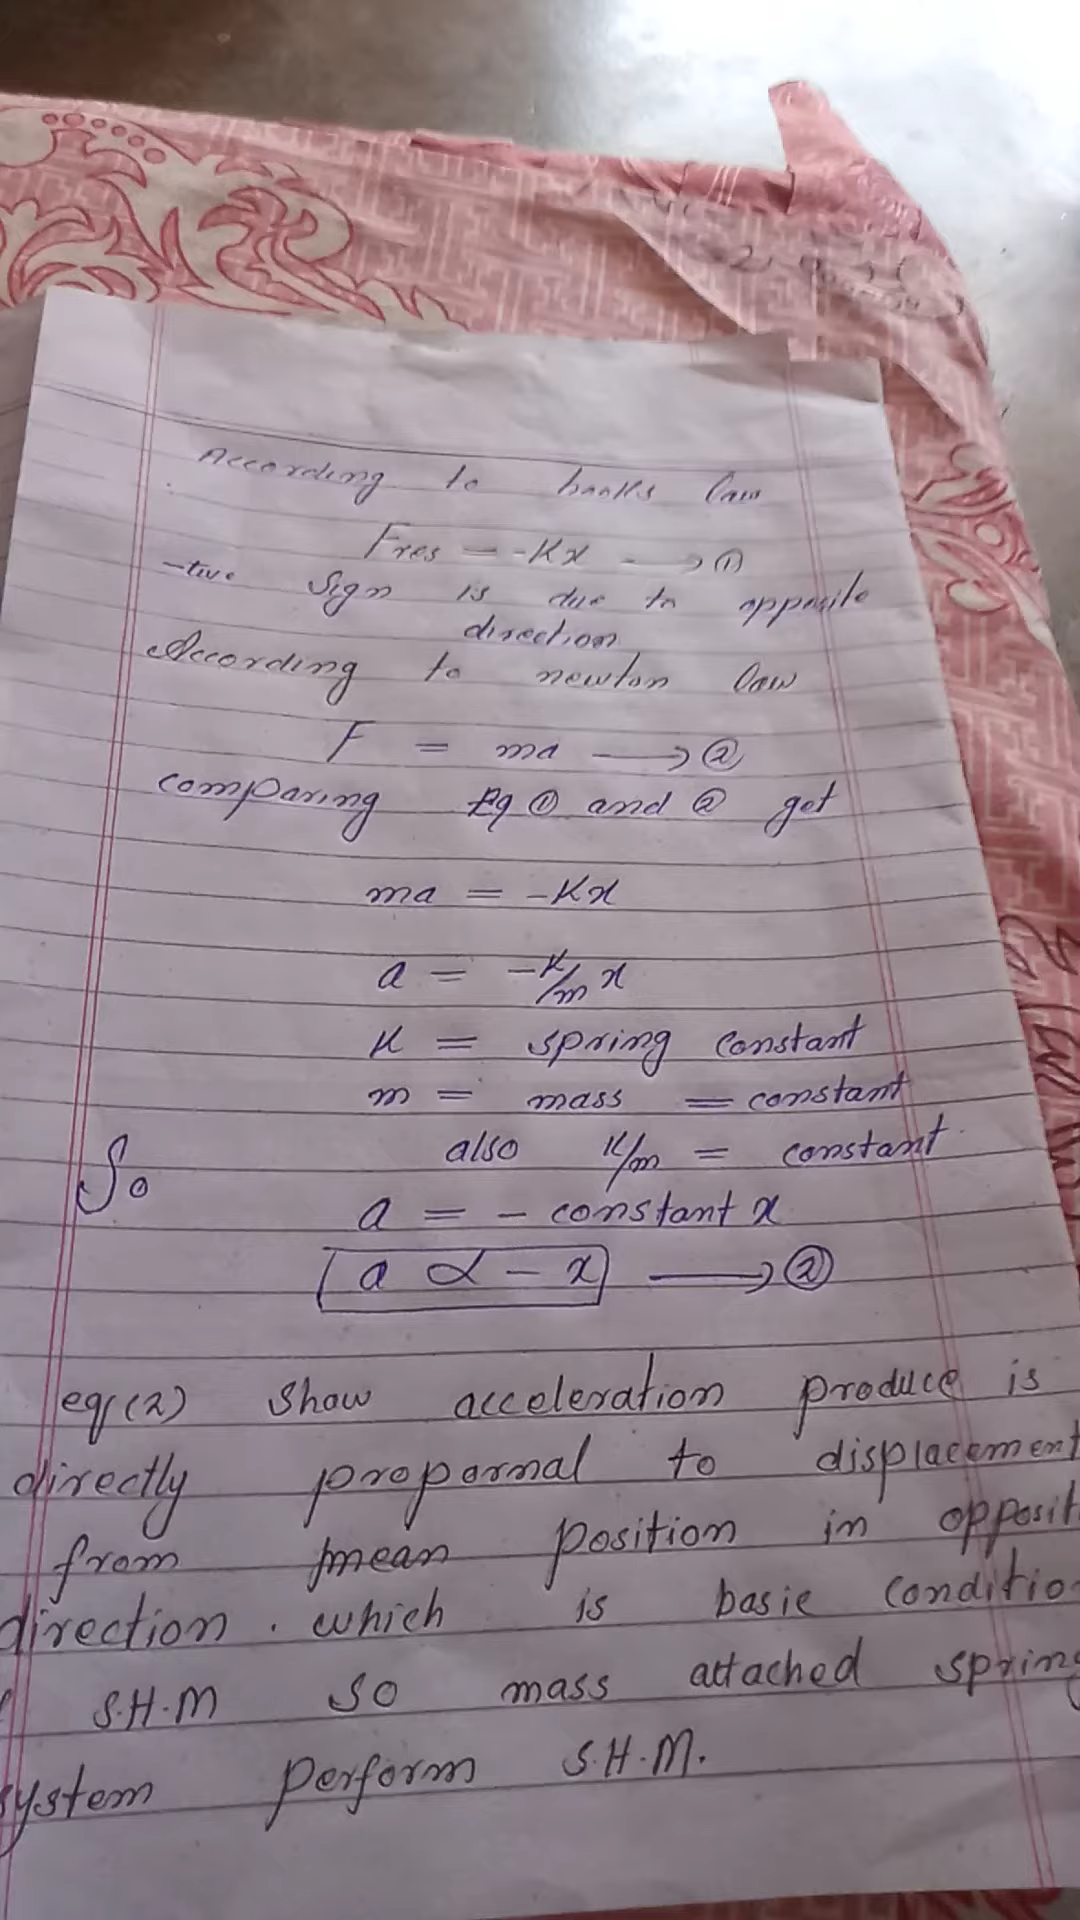 According to hooks law
Fres = -Kx → ①
-tive Sign is due to opposite
direction
According to newton law
F = ma → ②
comparing Eq ① and ② get
ma = -Kx
a = -K/m x
K = spring constant
m = mass = constant
also K/m = constant
So
a = - constant x
a ∝ - x → ②
eq(2) Show acceleration produce is
directly propornal to displacement
from mean position in opposit
direction. which is basic conditio
S.H.M so mass attached spring
system perform S.H.M.